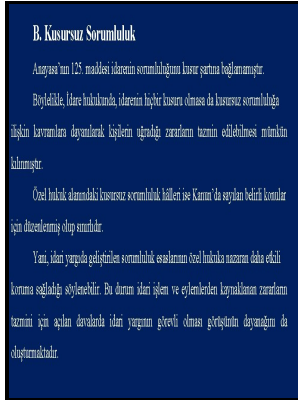 B. Kusursuz Sorumluluk
Anayasa'nın 125. maddesi idarenin sorumluluğunu kusur şartına bağlamamıştır.
Böylelikle, İdare hukukunda, idarenin hiçbir kusuru olmasa da kusursuz sorumluluğa
ilişkin kavramlara dayanılarak kişilerin uğradığı zararların tazmin edilebilmesi mümkün
kılınmıştır.
Özel hukuk alanındaki kusursuz sorumluluk hâlleri ise Kanun'da sayılan belirli konular
için düzenlenmiş olup sınırlıdır.
Yani, idari yargıda geliştirilen sorumluluk esaslarının özel hukuka nazaran daha etkili
koruma sağladığı söylenebilir. Bu durum idari işlem ve eylemlerden kaynaklanan zararların
tazmini için açılan davalarda idari yargının görevli olması görüşünün dayanağını da
oluşturmaktadır.